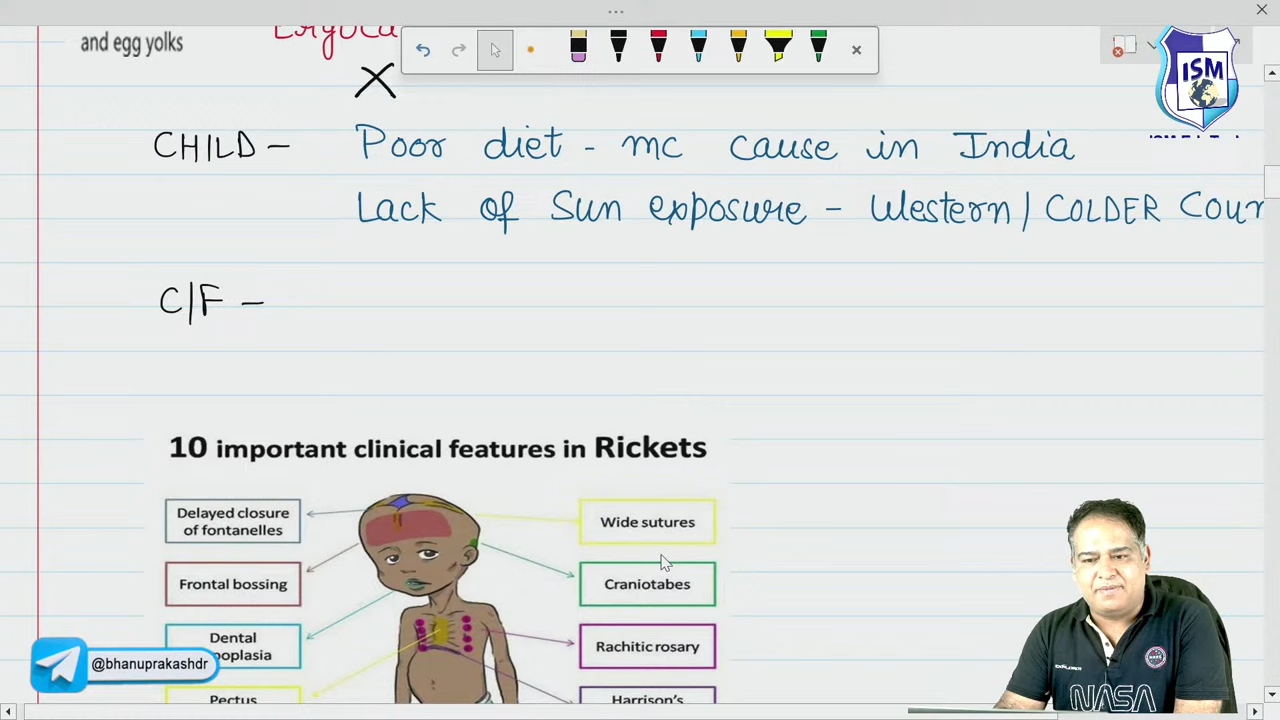 and egg yolks
ISM
CHILD - Poor diet - mc cause in India
Lack of Sun exposure - Western / COLDER Coun
C/F -
10 important clinical features in Rickets
Delayed closure
of fontanelles
Wide sutures
Frontal bossing
Craniotabes
Dental
oplasia
Rachitic rosary
@bhanuprakashdr
Pectus
Harrison's
NASA